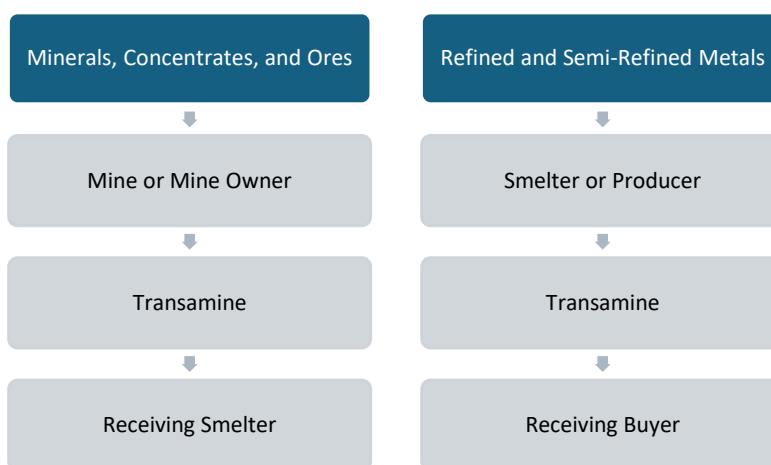 Minerals, Concentrates, and Ores
Mine or Mine Owner
Transamine
Receiving Smelter
Refined and Semi-Refined Metals
Smelter or Producer
Transamine
Receiving Buyer